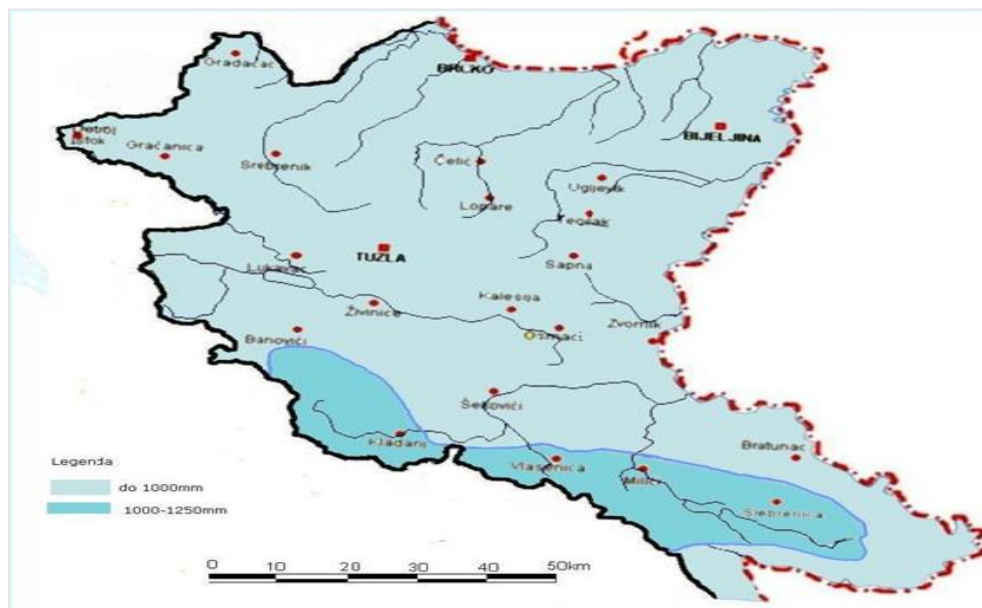 Gradačac
BRČKO
Doboj
Istok
Gračanica
Srebrenik
Čelić
BIJELJINA
Ugljevik
Lopare
Teočak
TUZLA
Lukavac
Sapna
Kalesija
Živinice
Osmaci
Zvornik
Banovići
Šekovići
Kladanj
Vlasenica
Milići
Bratunac
Srebrenica
Legenda
do 1000mm
1000-1250mm
0 10 20 30 40 50km